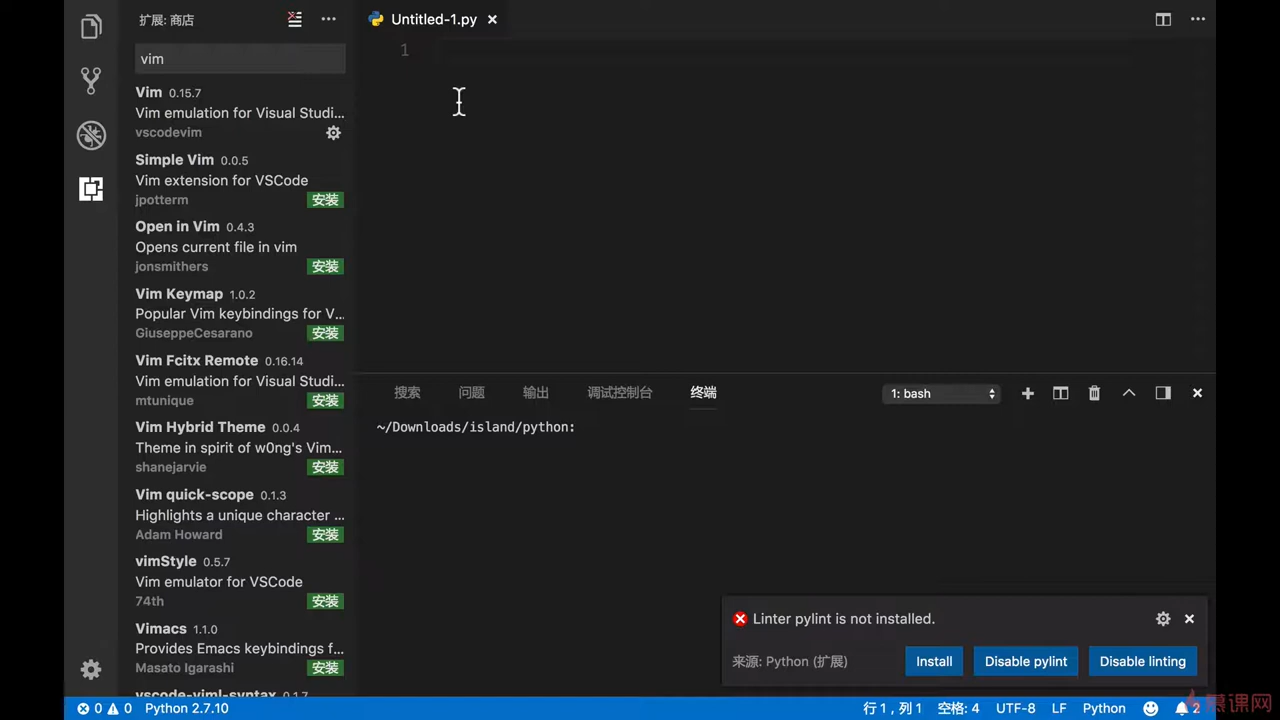 扩展: 商店
vim
Vim 0.15.7
Vim emulation for Visual Studi...
vscodevim
Simple Vim 0.0.5
Vim extension for VSCode
jpotterm 安装
Open in Vim 0.4.3
Opens current file in vim
jonsmithers 安装
Vim Keymap 1.0.2
Popular Vim keybindings for V...
GiuseppeCesarano 安装
Vim Fcitx Remote 0.16.14
Vim emulation for Visual Studi...
mtunique 安装
Vim Hybrid Theme 0.0.4
Theme in spirit of w0ng's Vim...
shanejarvie 安装
Vim quick-scope 0.1.3
Highlights a unique character ...
Adam Howard 安装
vimStyle 0.5.7
Vim emulator for VSCode
74th 安装
Vimacs 1.1.0
Provides Emacs keybindings f...
Masato Igarashi 安装
vscode-viml-syntax 0.1.7
Untitled-1.py
1
搜索 问题 输出 调试控制台 终端 1: bash
~/Downloads/island/python:
Linter pylint is not installed.
来源: Python (扩展) Install Disable pylint Disable linting
0 0 Python 2.7.10 行 1，列 1 空格: 4 UTF-8 LF Python 2
慕课网